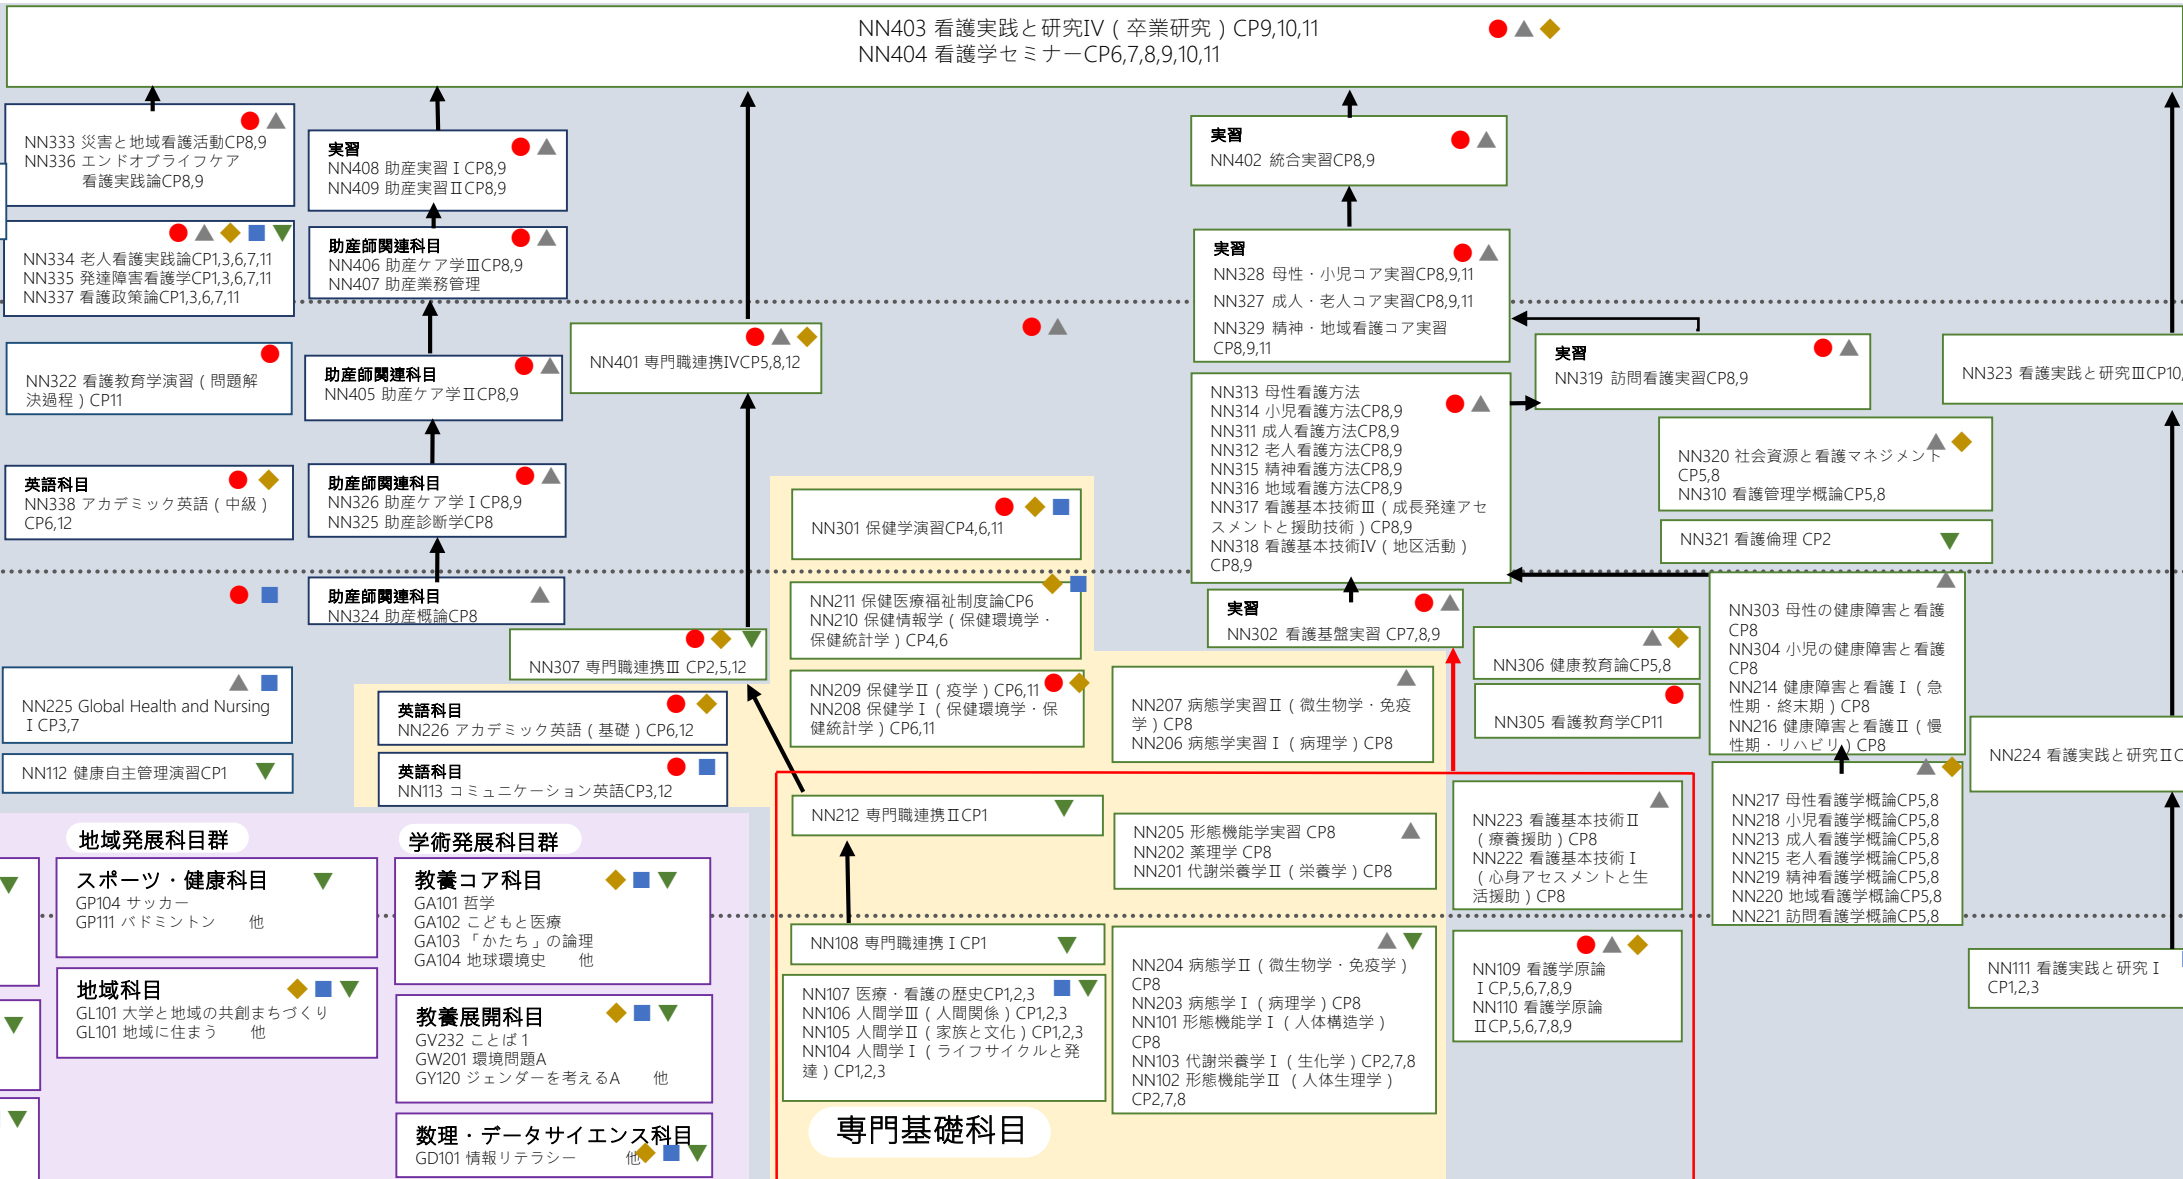 NN403 看護実践と研究IV(卒業研究)CP9,10,11
NN404 看護学セミナーCP6,7,8,9,10,11
NN333 災害と地域看護活動CP8,9
NN336 エンドオブライフケア
看護実践論CP8,9
実習
NN408 助産実習ⅠCP8,9
NN409 助産実習ⅡCP8,9
実習
NN402 統合実習CP8,9
NN334 老人看護実践論CP1,3,6,7,11
NN335 発達障害看護学CP1,3,6,7,11
NN337 看護政策論CP1,3,6,7,11
助産師関連科目
NN406 助産ケア学ⅢCP8,9
NN407 助産業務管理
実習
NN328 母性・小児コア実習CP8,9,11
NN327 成人・老人コア実習CP8,9,11
NN329 精神・地域看護コア実習
CP8,9,11
NN322 看護教育学演習(問題解
決過程)CP11
助産師関連科目
NN405 助産ケア学ⅡCP8,9
NN401 専門職連携IVCP5,8,12
実習
NN319 訪問看護実習CP8,9
NN323 看護実践と研究ⅢCP10,
NN313 母性看護方法
NN314 小児看護方法CP8,9
NN311 成人看護方法CP8,9
NN312 老人看護方法CP8,9
NN315 精神看護方法CP8,9
NN316 地域看護方法CP8,9
NN317 看護基本技術Ⅲ(成長発達アセ
スメントと援助技術)CP8,9
NN318 看護基本技術IV(地区活動)
CP8,9
NN320 社会資源と看護マネジメント
CP5,8
NN310 看護管理学概論CP5,8
NN321 看護倫理 CP2
英語科目
NN338 アカデミック英語(中級)
CP6,12
助産師関連科目
NN326 助産ケア学ⅠCP8,9
NN325 助産診断学CP8
NN301 保健学演習CP4,6,11
助産師関連科目
NN324 助産概論CP8
NN211 保健医療福祉制度論CP6
NN210 保健情報学(保健環境学・
保健統計学)CP4,6
実習
NN302 看護基盤実習 CP7,8,9
NN303 母性の健康障害と看護
CP8
NN304 小児の健康障害と看護
CP8
NN214 健康障害と看護Ⅰ(急
性期・終末期)CP8
NN216 健康障害と看護Ⅱ(慢
性期・リハビリ)CP8
NN307 専門職連携Ⅲ CP2,5,12
NN306 健康教育論CP5,8
NN305 看護教育学CP11
NN225 Global Health and Nursing
ⅠCP3,7
英語科目
NN226 アカデミック英語(基礎)CP6,12
NN209 保健学Ⅱ(疫学)CP6,11
NN208 保健学Ⅰ(保健環境学・保
健統計学)CP6,11
NN207 病態学実習Ⅱ(微生物学・免疫
学)CP8
NN206 病態学実習Ⅰ(病理学)CP8
NN224 看護実践と研究ⅡC
NN112 健康自主管理演習CP1
英語科目
NN113 コミュニケーション英語CP3,12
NN212 専門職連携ⅡCP1
NN205 形態機能学実習 CP8
NN202 薬理学 CP8
NN201 代謝栄養学Ⅱ(栄養学)CP8
NN223 看護基本技術Ⅱ
(療養援助)CP8
NN222 看護基本技術Ⅰ
(心身アセスメントと生
活援助)CP8
NN217 母性看護学概論CP5,8
NN218 小児看護学概論CP5,8
NN213 成人看護学概論CP5,8
NN215 老人看護学概論CP5,8
NN219 精神看護学概論CP5,8
NN220 地域看護学概論CP5,8
NN221 訪問看護学概論CP5,8
地域発展科目群
スポーツ・健康科目
GP104 サッカー
GP111 バドミントン 他
地域科目
GL101 大学と地域の共創まちづくり
GL101 地域に住まう 他
学術発展科目群
教養コア科目
GA101 哲学
GA102 こどもと医療
GA103 「かたち」の論理
GA104 地球環境史 他
教養展開科目
GV232 ことば1
GW201 環境問題A
GY120 ジェンダーを考えるA 他
数理・データサイエンス科目
GD101 情報リテラシー 他
NN108 専門職連携ⅠCP1
NN107 医療・看護の歴史CP1,2,3
NN106 人間学Ⅲ(人間関係)CP1,2,3
NN105 人間学Ⅱ(家族と文化)CP1,2,3
NN104 人間学Ⅰ(ライフサイクルと発
達)CP1,2,3
NN204 病態学Ⅱ(微生物学・免疫学)
CP8
NN203 病態学Ⅰ(病理学)CP8
NN101 形態機能学Ⅰ(人体構造学)
CP8
NN103 代謝栄養学Ⅰ(生化学)CP2,7,8
NN102 形態機能学Ⅱ(人体生理学)
CP2,7,8
NN109 看護学原論
ⅠCP,5,6,7,8,9
NN110 看護学原論
ⅡCP,5,6,7,8,9
NN111 看護実践と研究Ⅰ
CP1,2,3
専門基礎科目